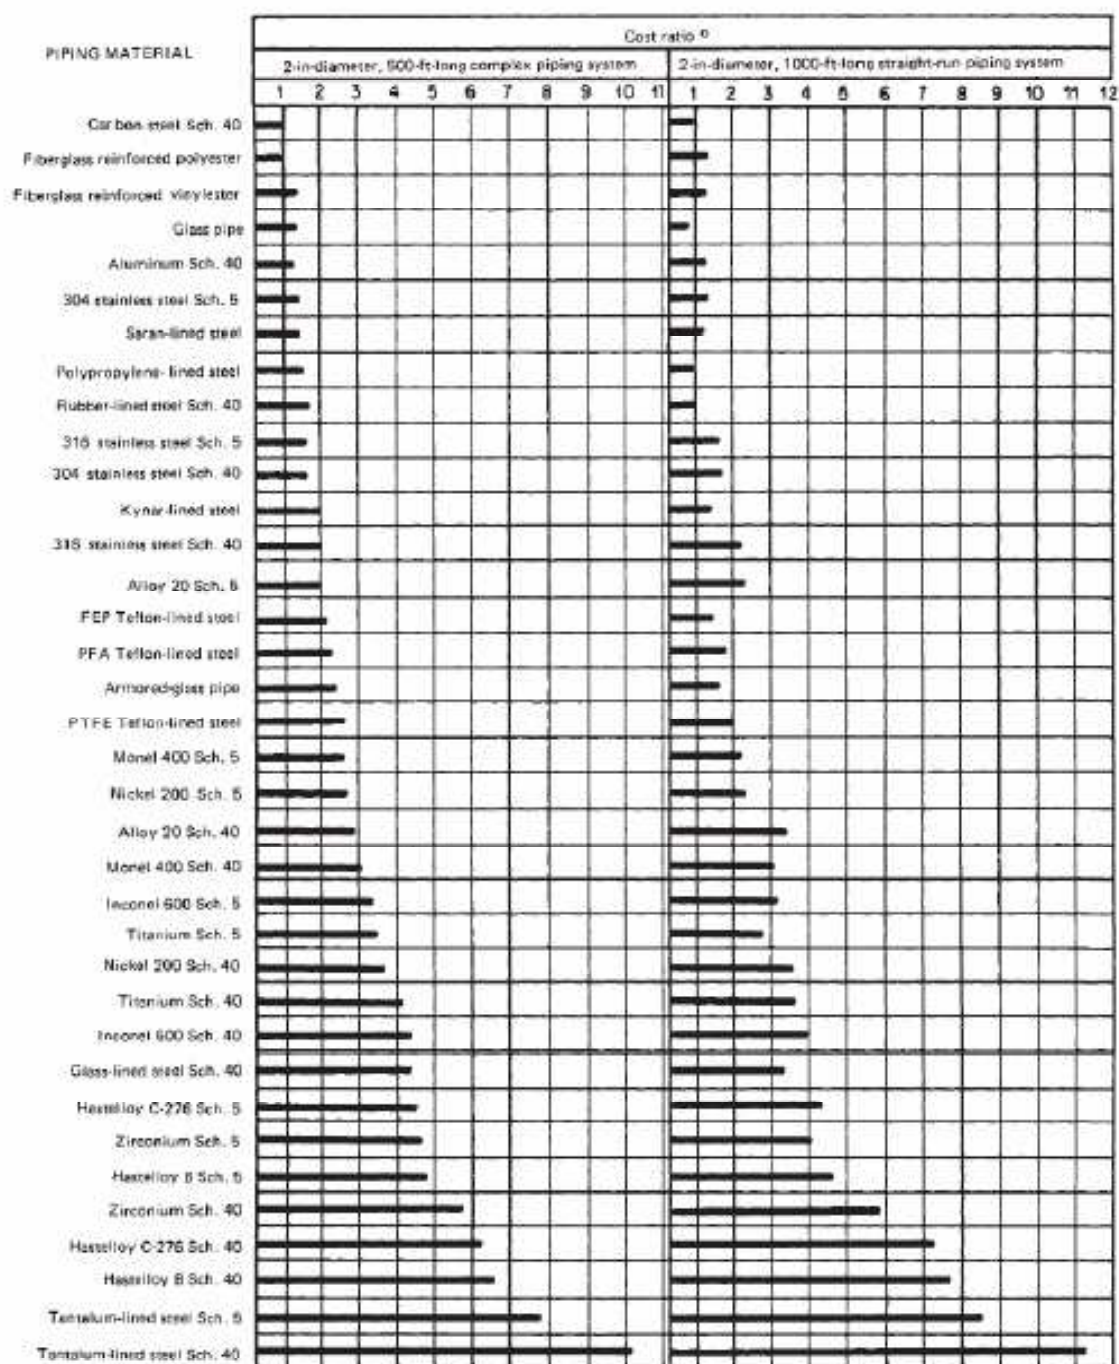 Cost ratio a
PIPING MATERIAL
2-in-diameter, 500-ft-long complex piping system 2-in-diameter, 1000-ft-long straight-run piping system
1 2 3 4 5 6 7 8 9 10 11 1 2 3 4 5 6 7 8 9 10 11 12
Carbon steel Sch. 40
Fiberglass reinforced polyester
Fiberglass reinforced vinylester
Glass pipe
Aluminum Sch. 40
304 stainless steel Sch. 5
Saran-lined steel
Polypropylene-lined steel
Rubber-lined steel Sch. 40
316 stainless steel Sch. 5
304 stainless steel Sch. 40
Kynar-lined steel
316 stainless steel Sch. 40
Alloy 20 Sch. 5
FEP Teflon-lined steel
PFA Teflon-lined steel
Armored-glass pipe
PTFE Teflon-lined steel
Monel 400 Sch. 5
Nickel 200 Sch. 5
Alloy 20 Sch. 40
Monel 400 Sch. 40
Inconel 600 Sch. 5
Titanium Sch. 5
Nickel 200 Sch. 40
Titanium Sch. 40
Inconel 600 Sch. 40
Glass-lined steel Sch. 40
Hastelloy C-276 Sch. 5
Zirconium Sch. 5
Hastelloy B Sch. 5
Zirconium Sch. 40
Hastelloy C-276 Sch. 40
Hastelloy B Sch. 40
Tantalum-lined steel Sch. 5
Tantalum-lined steel Sch. 40